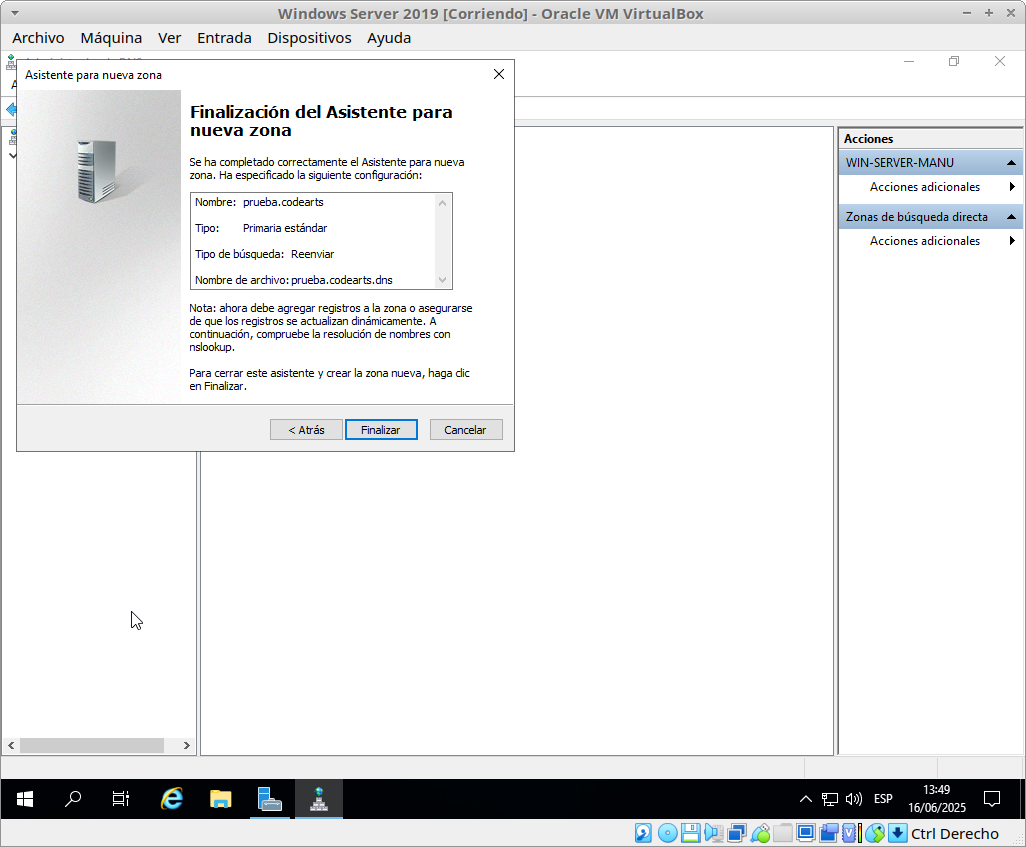 Windows Server 2019 [Corriendo] - Oracle VM VirtualBox
Archivo Máquina Ver Entrada Dispositivos Ayuda
Asistente para nueva zona
Finalización del Asistente para
nueva zona
Se ha completado correctamente el Asistente para nueva
zona. Ha especificado la siguiente configuración:
Nombre: prueba.codearts
Tipo: Primaria estándar
Tipo de búsqueda: Reenviar
Nombre de archivo: prueba.codearts.dns
Nota: ahora debe agregar registros a la zona o asegurarse
de que los registros se actualizan dinámicamente. A
continuación, compruebe la resolución de nombres con
nslookup.
Para cerrar este asistente y crear la zona nueva, haga clic
en Finalizar.
< Atrás Finalizar Cancelar
Acciones
WIN-SERVER-MANU
Acciones adicionales
Zonas de búsqueda directa
Acciones adicionales
ESP
13:49
16/06/2025
Ctrl Derecho